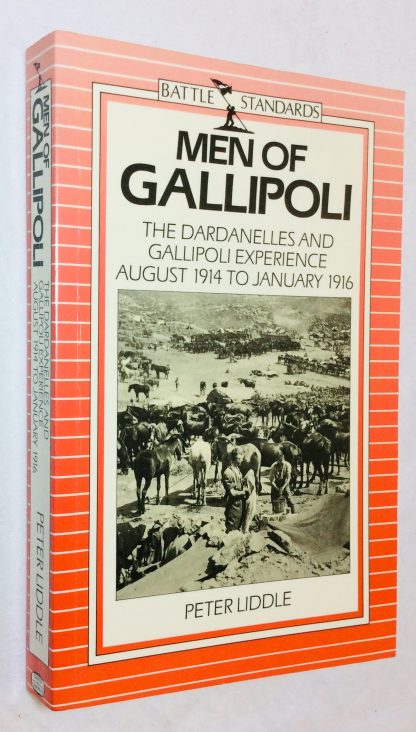 BATTLE STANDARDS
MEN OF
GALLIPOLI
THE DARDANELLES AND
GALLIPOLI EXPERIENCE
AUGUST 1914 TO JANUARY 1916
PETER LIDDLE
MEN OF
GALLIPOLI
THE DARDANELLES AND
GALLIPOLI EXPERIENCE
AUGUST 1914 TO JANUARY 1916
PETER LIDDLE